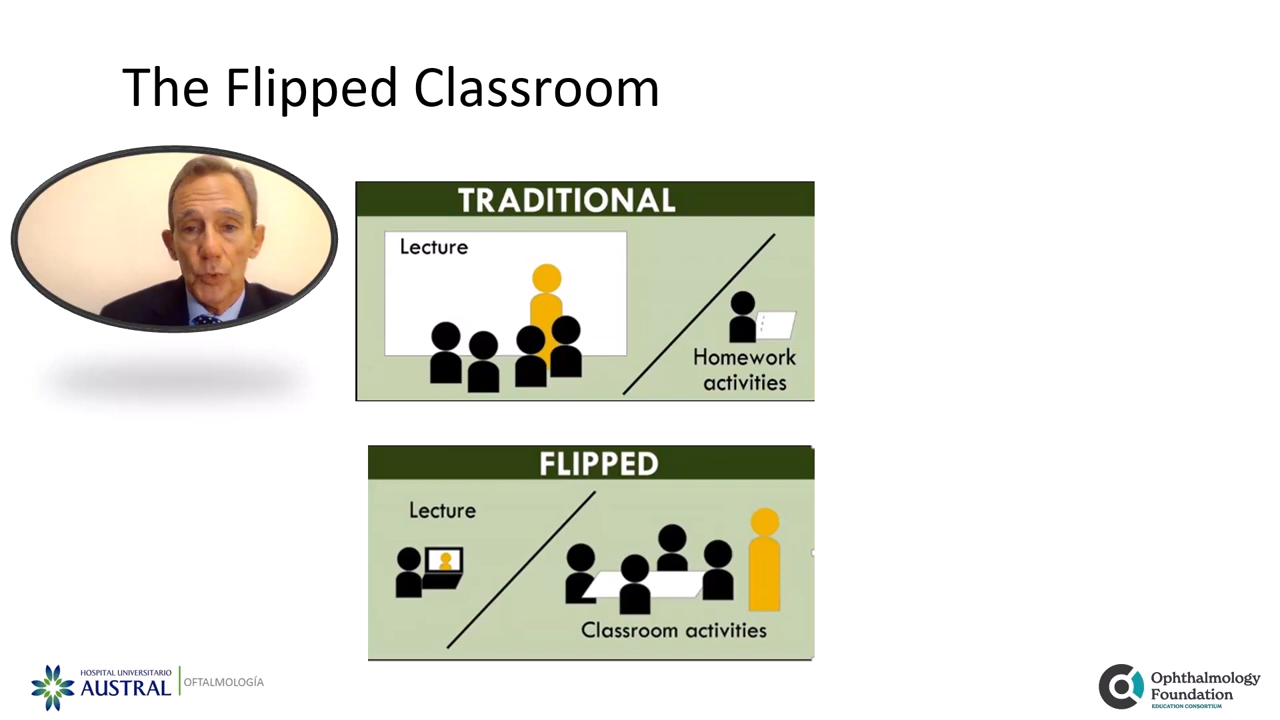 The Flipped Classroom
TRADITIONAL
Lecture
Homework
activities
FLIPPED
Lecture
Classroom activities
HOSPITAL UNIVERSITARIO
AUSTRAL
OFTALMOLOGÍA
Ophthalmology
Foundation
EDUCATION CONSORTIUM